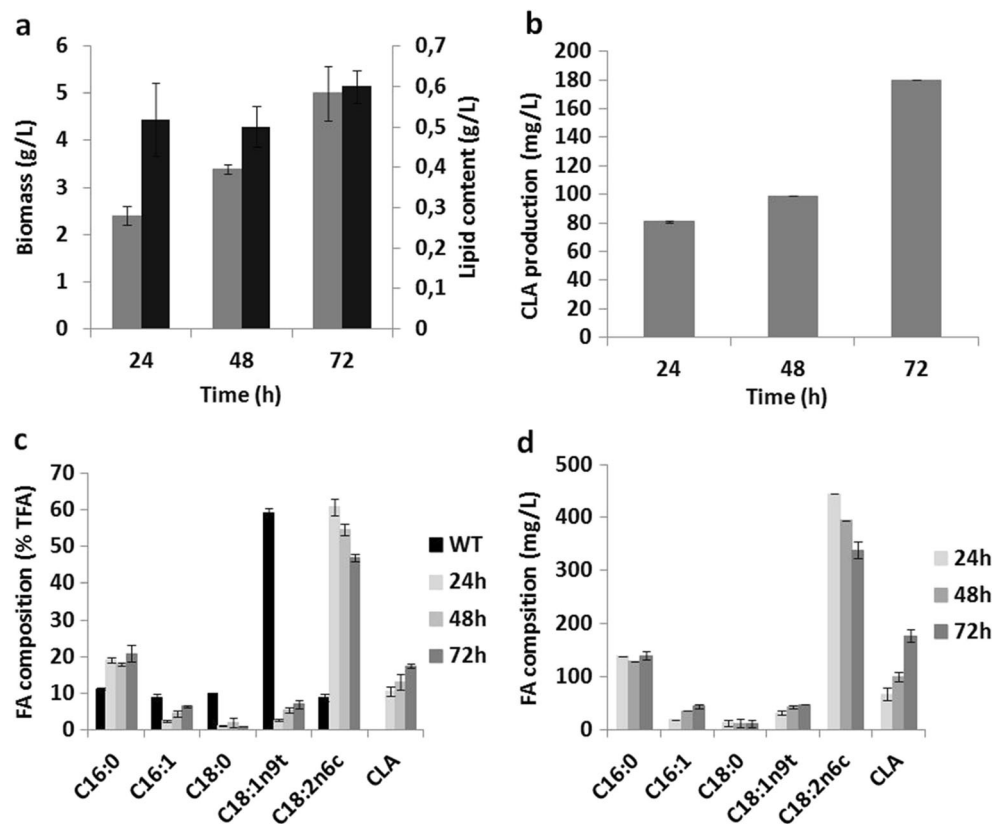 a
Biomass (g/L)
6
5
4
3
2
1
0
0,7
0,6
0,5
0,4
0,3
0,2
0,1
0
Lipid content (g/L)
24
48
72
Time (h)
b
CLA production (mg/L)
200
180
160
140
120
100
80
60
40
20
0
24
48
72
Time (h)
c
FA composition (% TFA)
70
60
50
40
30
20
10
0
C16:0
C16:1
C18:0
C18:1n9t
C18:2n6c
CLA
WT
24h
48h
72h
d
FA compsition (mg/L)
500
400
300
200
100
0
C16:0
C16:1
C18:0
C18:1n9t
C18:2n6c
CLA
24h
48h
72h